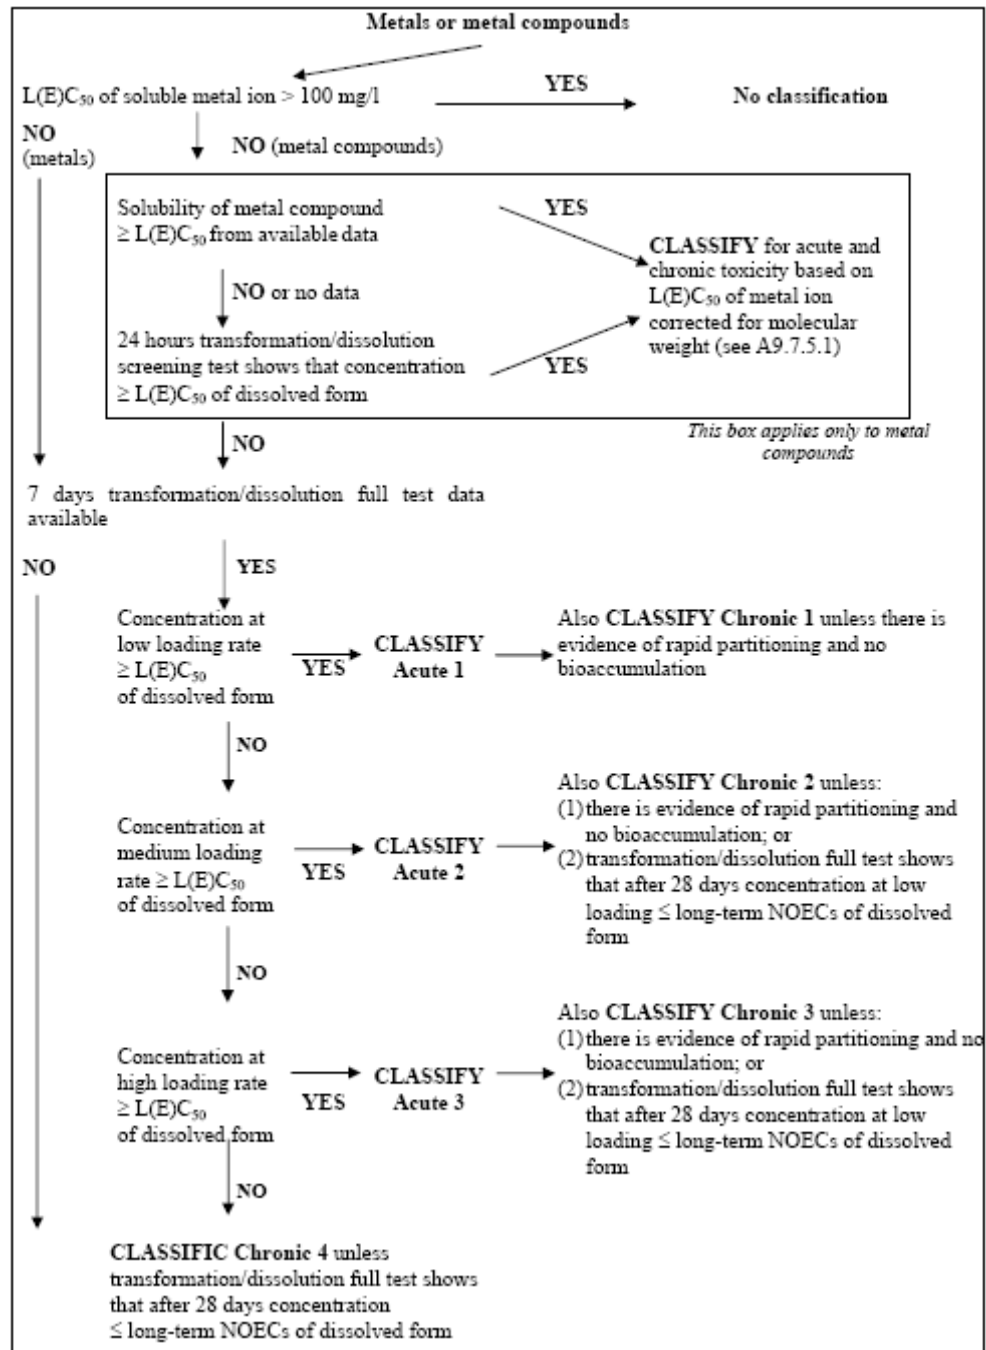 Metals or metal compounds
L(E)C₅₀ of soluble metal ion > 100 mg/l
YES
No classification
NO
(metals)
NO (metal compounds)
Solubility of metal compound
≥ L(E)C₅₀ from available data
YES
CLASSIFY for acute and
chronic toxicity based on
L(E)C₅₀ of metal ion
corrected for molecular
weight (see A9.7.5.1)
NO or no data
24 hours transformation/dissolution
screening test shows that concentration
≥ L(E)C₅₀ of dissolved form
YES
This box applies only to metal
compounds
NO
7 days transformation/dissolution full test data
available
NO
YES
Concentration at
low loading rate
≥ L(E)C₅₀
of dissolved form
YES
CLASSIFY
Acute 1
Also CLASSIFY Chronic 1 unless there is
evidence of rapid partitioning and no
bioaccumulation
NO
Concentration at
medium loading
rate ≥ L(E)C₅₀
of dissolved form
YES
CLASSIFY
Acute 2
Also CLASSIFY Chronic 2 unless:
(1) there is evidence of rapid partitioning and
no bioaccumulation; or
(2) transformation/dissolution full test shows
that after 28 days concentration at low
loading ≤ long-term NOECs of dissolved
form
NO
Concentration at
high loading rate
≥ L(E)C₅₀
of dissolved form
YES
CLASSIFY
Acute 3
Also CLASSIFY Chronic 3 unless:
(1) there is evidence of rapid partitioning and no
bioaccumulation; or
(2) transformation/dissolution full test shows
that after 28 days concentration at low
loading ≤ long-term NOECs of dissolved
form
NO
CLASSIFIC Chronic 4 unless
transformation/dissolution full test shows
that after 28 days concentration
≤ long-term NOECs of dissolved form